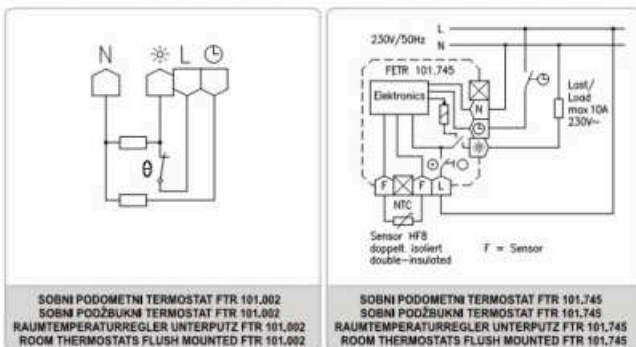 N L
230V/50Hz
L
N
FETR 101.745
Elektronics
N
Last/
Load
max 10A
230V~
F F L
NTC
Sensor HF8
doppelt. isoliert
double-insulated
F = Sensor
θ
SOBNI PODOMETNI TERMOSTAT FTR 101.002
SOBNI PODŽBUKNI TERMOSTAT FTR 101.002
RAUMTEMPERATURREGLER UNTERPUTZ FTR 101.002
ROOM THERMOSTATS FLUSH MOUNTED FTR 101.002
SOBNI PODOMETNI TERMOSTAT FTR 101.745
SOBNI PODŽBUKNI TERMOSTAT FTR 101.745
RAUMTEMPERATURREGLER UNTERPUTZ FTR 101.745
ROOM THERMOSTATS FLUSH MOUNTED FTR 101.745